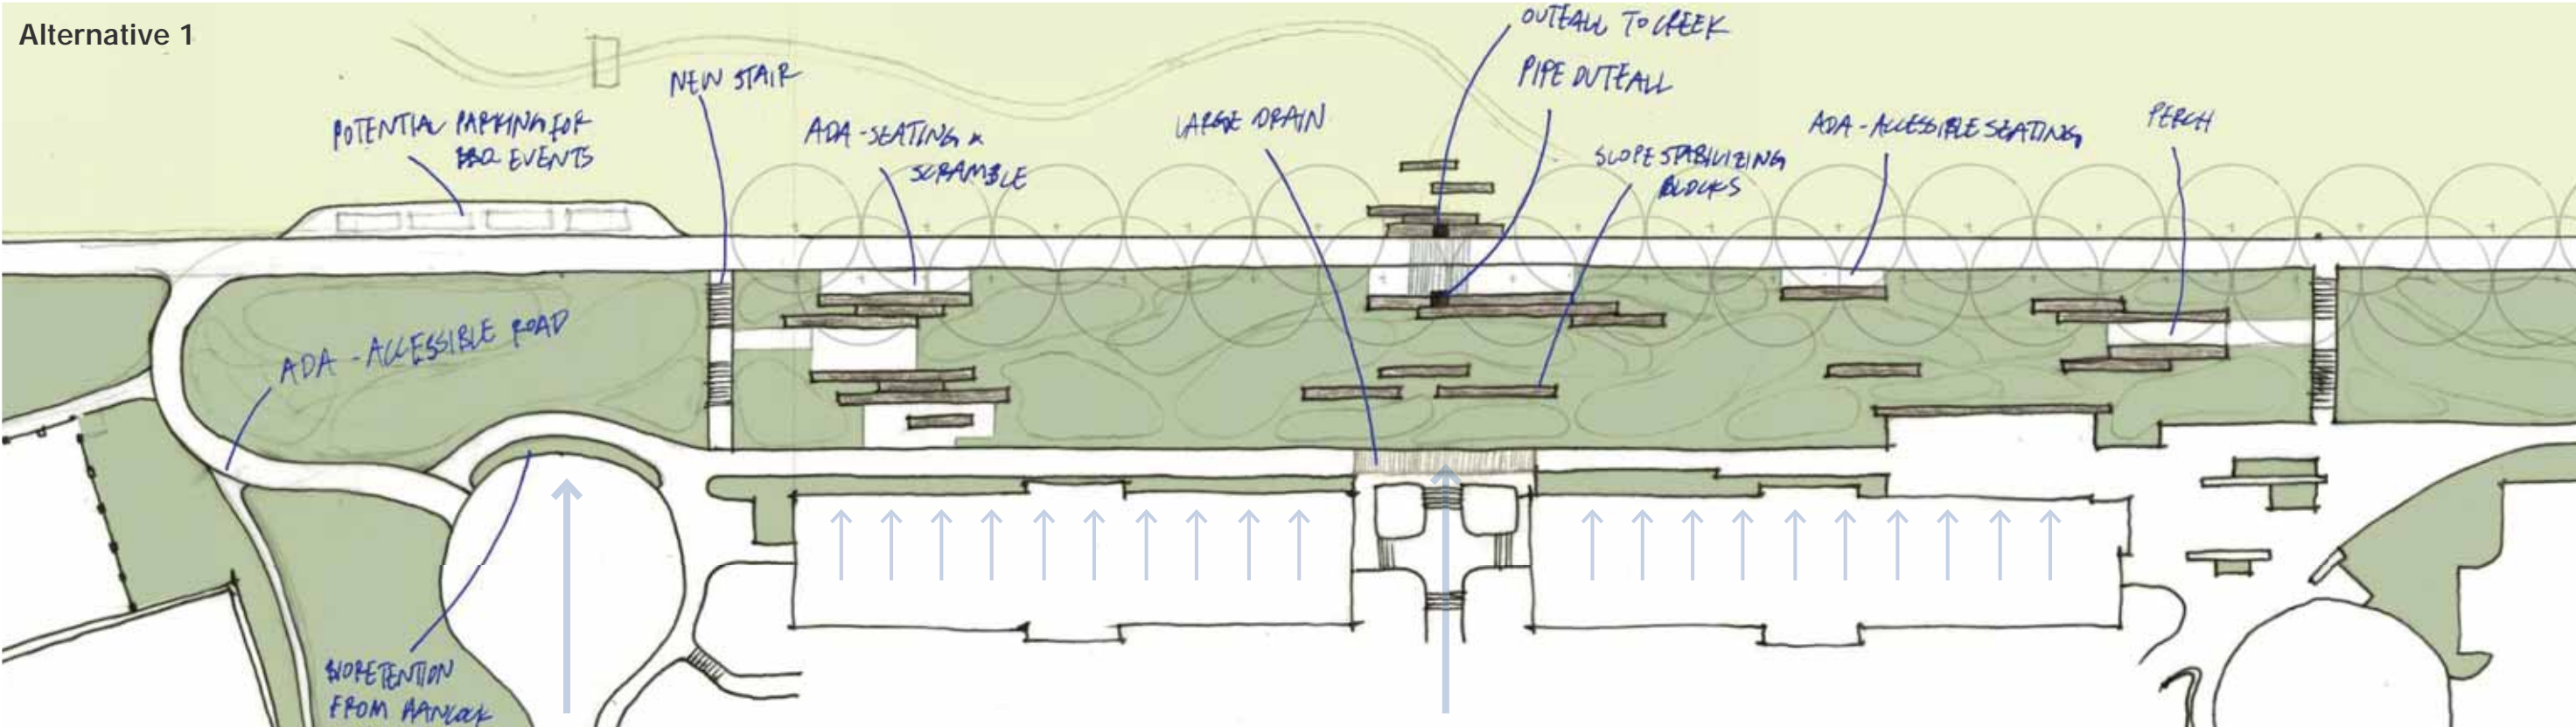 Alternative 1
OUTFALL TO CREEK
PIPE OUTFALL
NEW STAIR
POTENTIAL PARKING FOR
BBQ EVENTS
ADA-SEATING &
SCRAMBLE
LARGE DRAIN
SLOPE STABILIZING
BLOCKS
ADA-ACCESSIBLE SEATING
PERCH
ADA-ACCESSIBLE ROAD
BIORETENTION
FROM